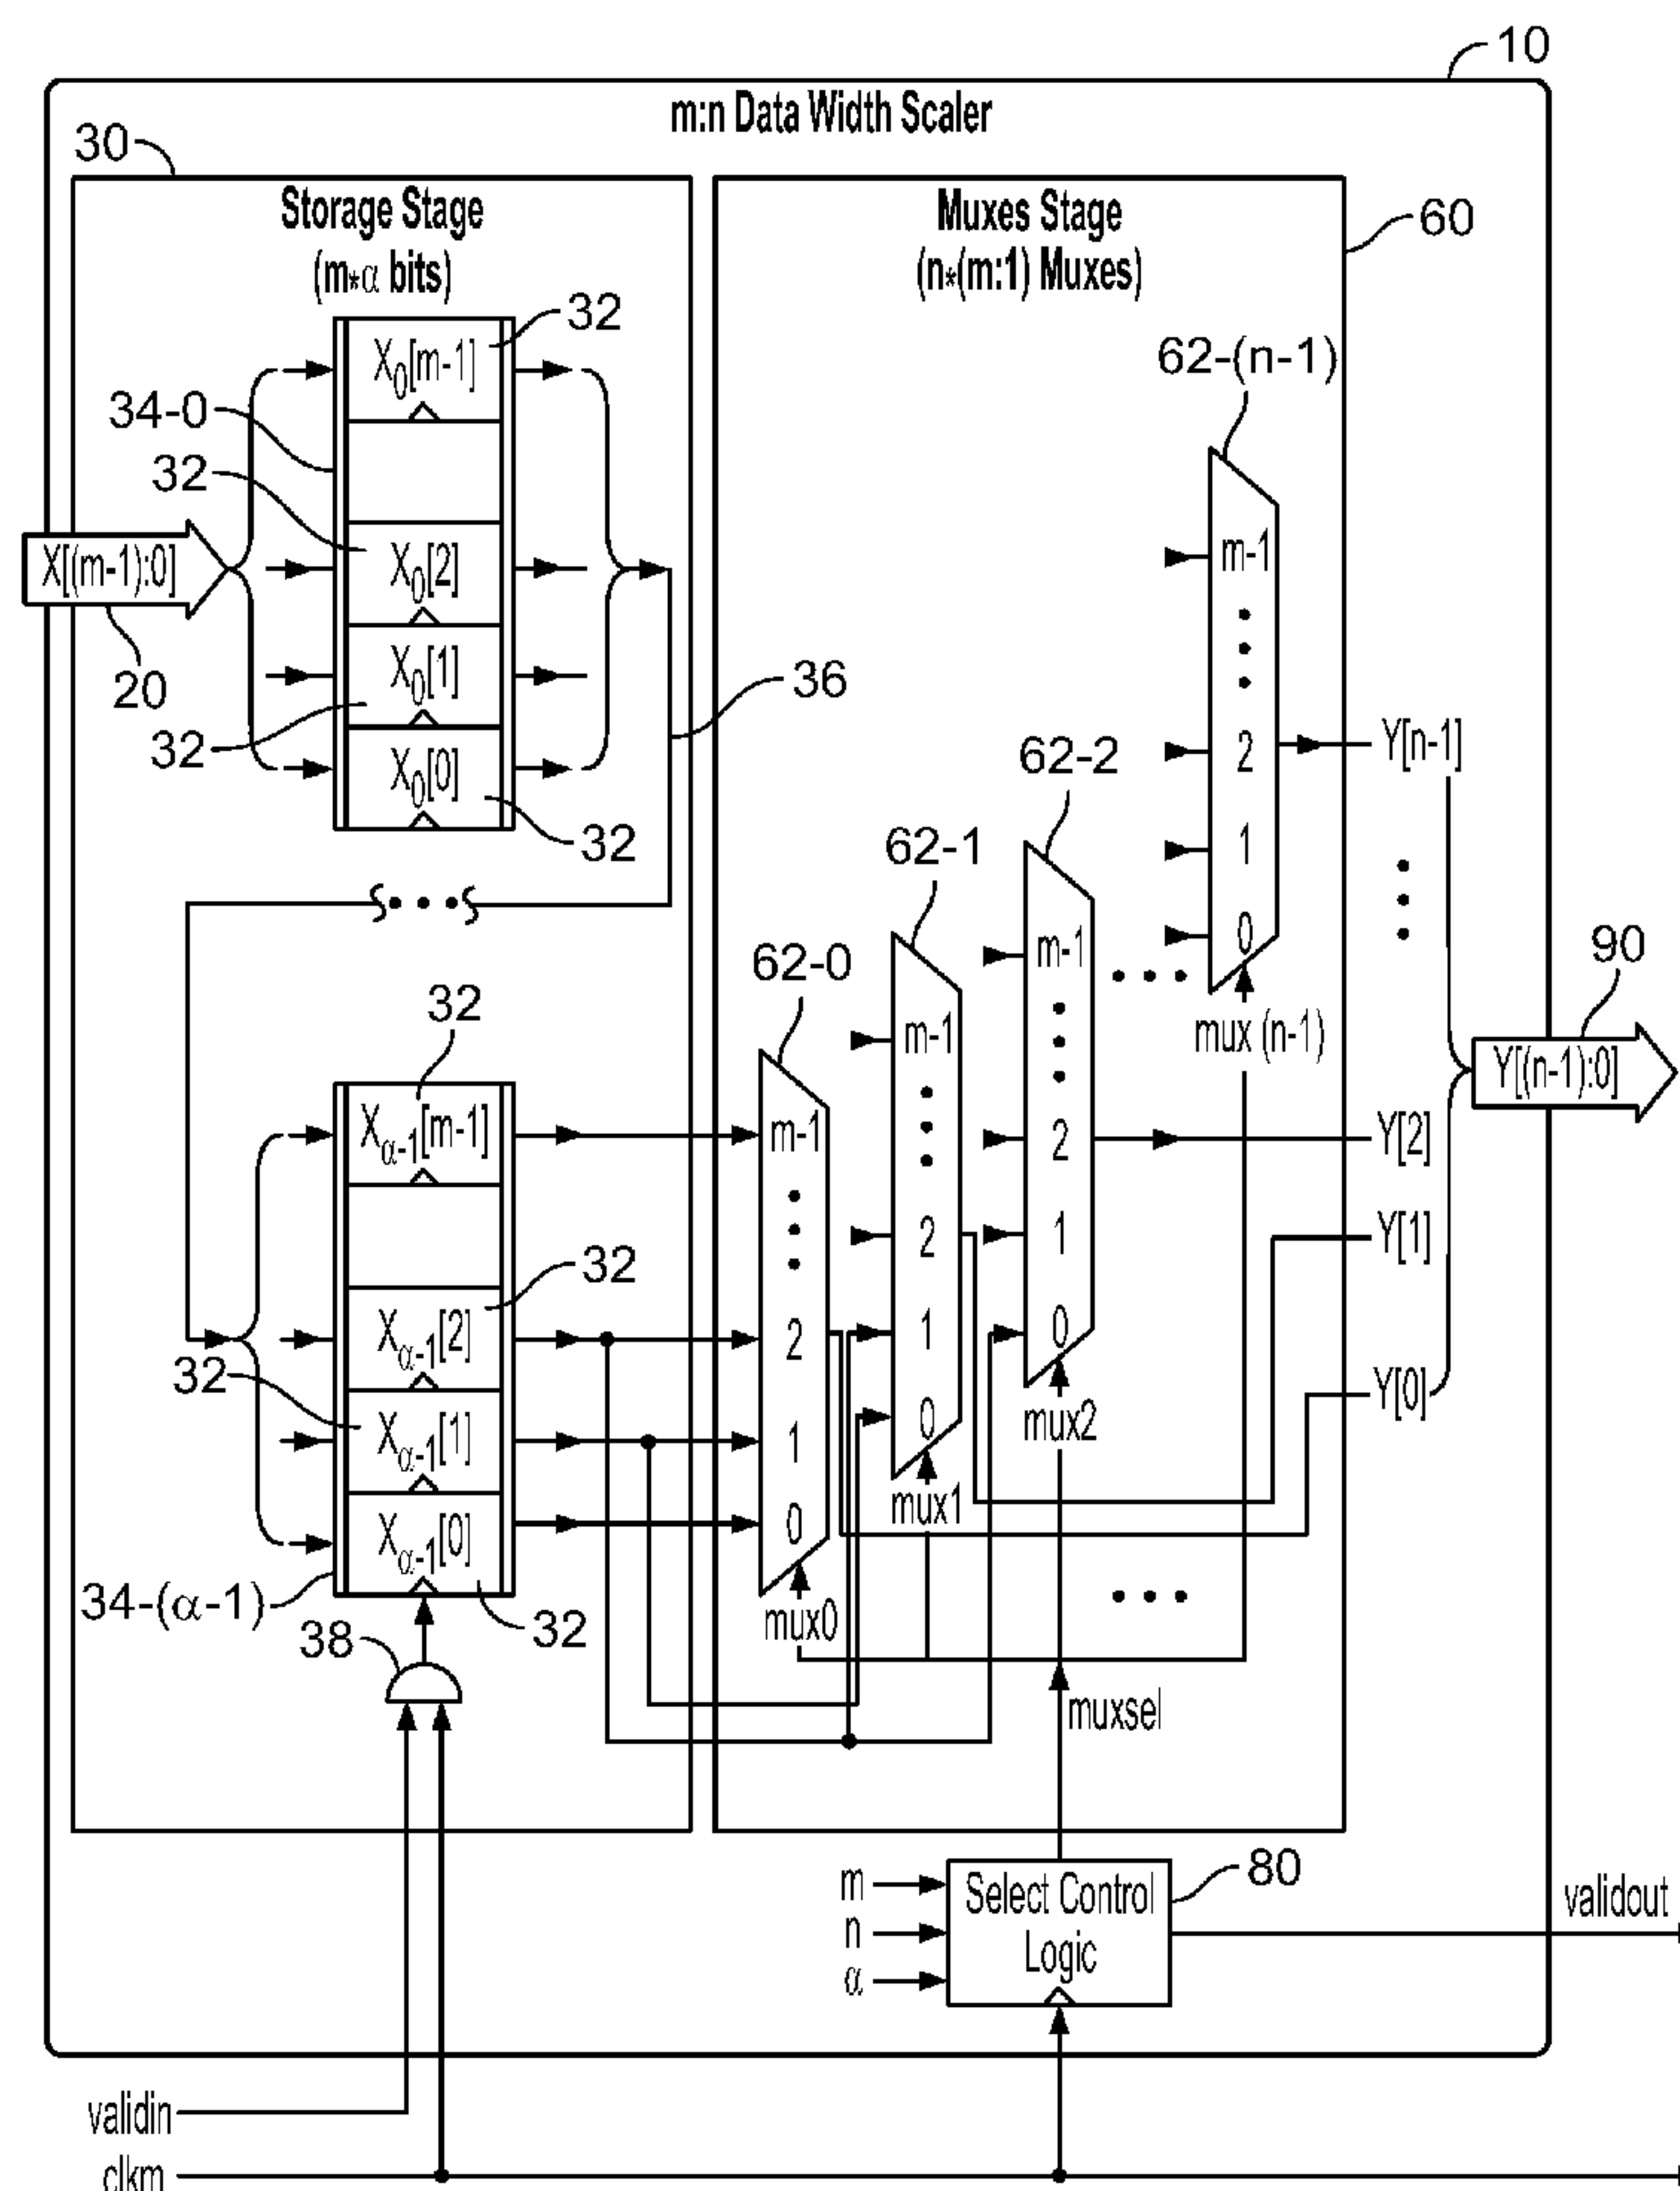 10
m:n Data Width Scaler
30
Storage Stage
(m*α bits)
Muxes Stage
(n*(m:1) Muxes)
60
32
X0[m-1]
34-0
32
X[(m-1):0]
20
X0[2]
X0[1]
32
X0[0]
32
36
62-(n-1)
m-1
2
1
0
mux (n-1)
Y[n-1]
62-2
m-1
2
1
0
mux2
62-1
m-1
2
1
0
mux1
62-0
m-1
2
1
0
mux0
90
Y[(n-1):0]
Y[2]
Y[1]
Y[0]
32
Xα-1[m-1]
32
Xα-1[2]
32
Xα-1[1]
Xα-1[0]
34-(α-1)
32
38
muxsel
m
n
α
Select Control
Logic
80
validout
validin
clkm